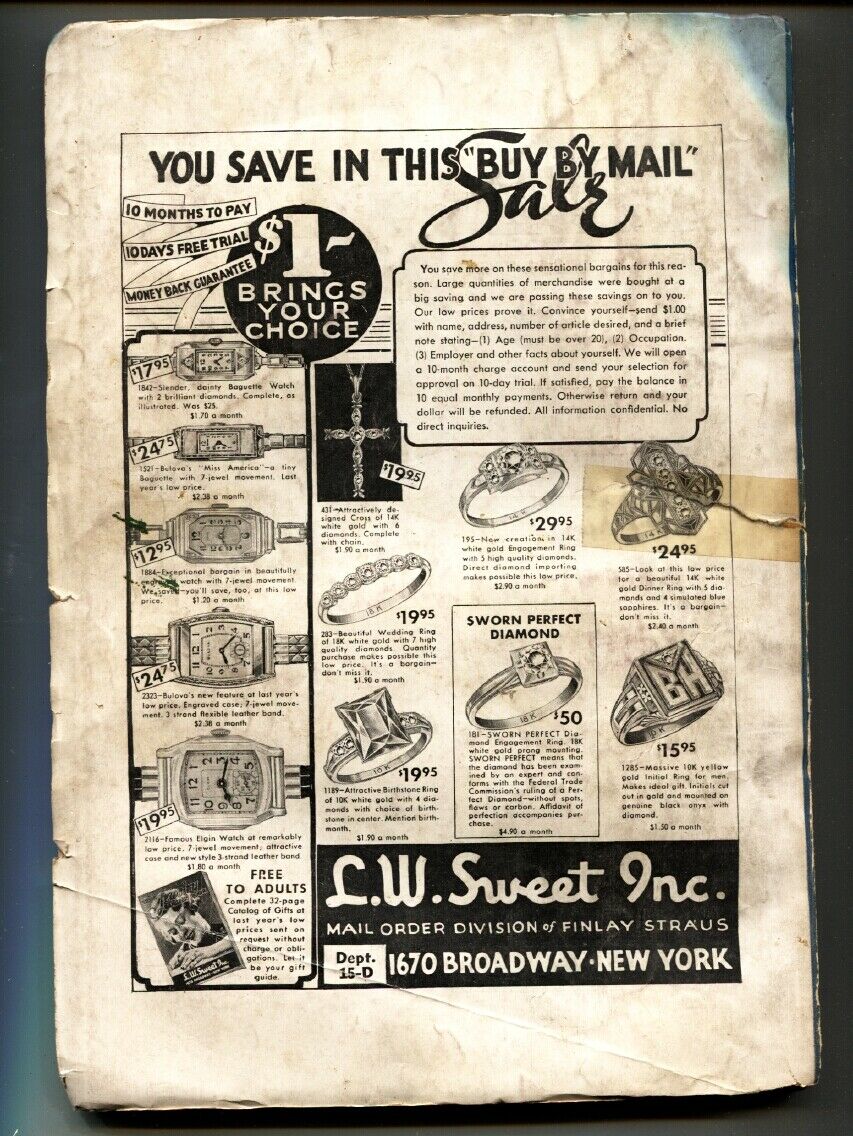 YOU SAVE IN THIS "BUY BY MAIL"
Sale
10 MONTHS TO PAY
10 DAYS FREE TRIAL
MONEY BACK GUARANTEE
$1-
BRINGS
YOUR
CHOICE
You save more on these sensational bargains for this rea-
son. Large quantities of merchandise were bought at a
big saving and we are passing these savings on to you.
Our low prices prove it. Convince yourself—send $1.00
with name, address, number of article desired, and a brief
note stating—(1) Age (must be over 20), (2) Occupation.
(3) Employer and other facts about yourself. We will open
a 10-month charge account and send your selection for
approval on 10-day trial. If satisfied, pay the balance in
10 equal monthly payments. Otherwise return and your
dollar will be refunded. All information confidential. No
direct inquiries.
$17.95
1842—Slender, dainty Baguette Watch
with 2 brilliant diamonds. Complete, as
illustrated. Was $25.
$1.70 a month
$24.75
1521—Bulova's "Miss America"—a tiny
Baguette with 7-jewel movement. Last
year's low price.
$2.38 a month
$12.95
1884—Exceptional bargain in beautifully
engraved watch with 7-jewel movement
We saved—you'll save, too, at this low
price.
$1.20 a month
$24.75
2323—Bulova's new feature at last year's
low price. Engraved case; 7-jewel move-
ment. 3 strand flexible leather band.
$2.38 a month
$19.95
2116—Famous Elgin Watch at remarkably
low price. 7-jewel movement; attractive
case and new style 3-strand leather band
$1.80 a month
FREE
TO ADULTS
Complete 32-page
Catalog of Gifts at
last year's low
prices sent on
request without
charge or obli-
gations. Let it
be your gift
guide.
L.W. Sweet Inc.
$19.95
431—Attractively de-
signed Cross of 14K
white gold with 6
diamonds. Complete
with chain.
$1.90 a month
18K
$19.95
283—Beautiful Wedding Ring
of 18K white gold with 7 high
quality diamonds. Quantity
purchase makes possible this
low price. It's a bargain—
don't miss it.
$1.90 a month
10K
$19.95
1189—Attractive Birthstone Ring
of 10K white gold with 4 dia-
monds with choice of birth-
stone in center. Mention birth-
month.
$1.90 a month
14K
$29.95
195—New creation in 14K
white gold Engagement Ring
with 5 high quality diamonds.
Direct diamond importing
makes possible this low price.
$2.90 a month
SWORN PERFECT
DIAMOND
18K
$50
181—SWORN PERFECT Dia-
mond Engagement Ring. 18K
white gold prong mounting.
SWORN PERFECT means that
the diamond has been exam-
ined by an expert and con-
forms with the Federal Trade
Commission's ruling of a Per-
fect Diamond—without spots,
flaws or carbon. Affidavit of
perfection accompanies pur-
chase.
$4.90 a month
14K
$24.95
585—Look at this low price
for a beautiful 14K white
gold Dinner Ring with 5 dia-
monds and 4 simulated blue
sapphires. It's a bargain—
don't miss it.
$2.40 a month
BH
10K
$15.95
1285—Massive 10K yellow
gold Initial Ring for men.
Makes ideal gift. Initials cut
out in gold and mounted on
genuine black onyx with
diamond.
$1.50 a month
L.W. Sweet Inc.
MAIL ORDER DIVISION of FINLAY STRAUS
Dept.
15-D
1670 BROADWAY·NEW YORK